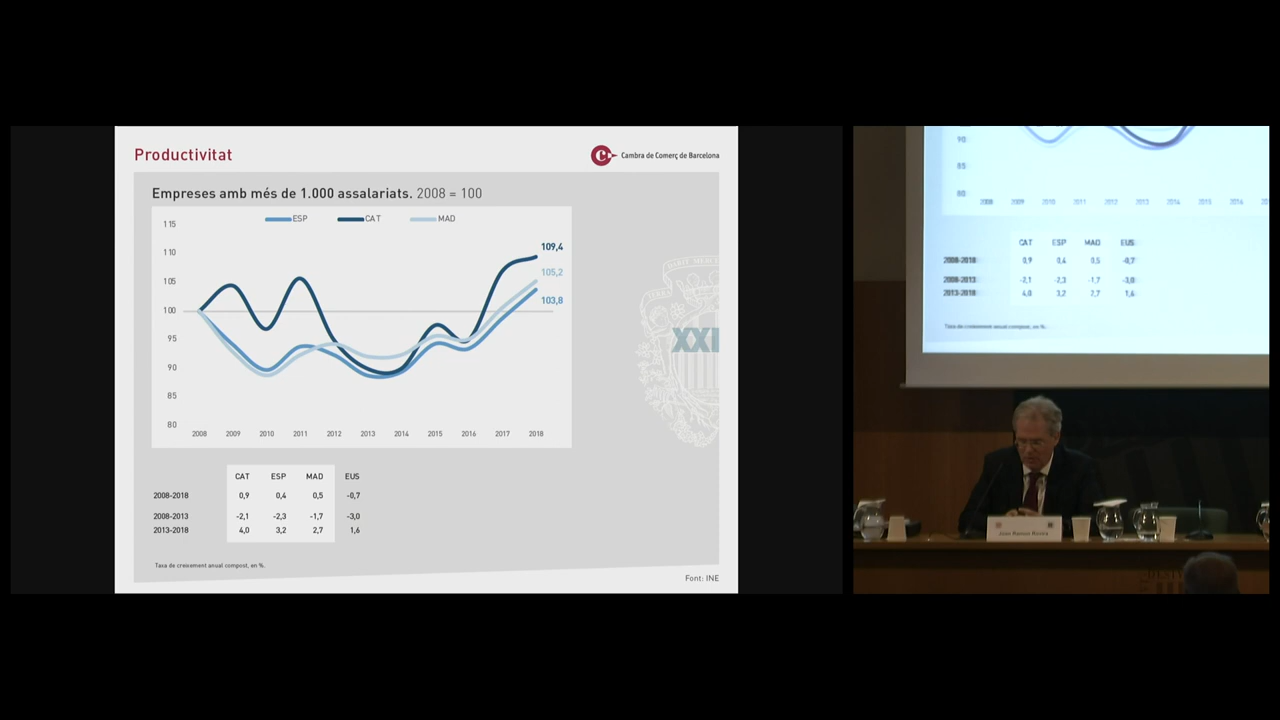 Productivitat
Cambra de Comerç de Barcelona
Empreses amb més de 1.000 assalariats. 2008 = 100
ESP CAT MAD
115
110
105
100
95
90
85
80
109,4
105,2
103,8
2008 2009 2010 2011 2012 2013 2014 2015 2016 2017 2018
XXI
CAT ESP MAD EUS
2008-2018 0,9 0,4 0,5 -0,7
2008-2013 -2,1 -2,3 -1,7 -3,0
2013-2018 4,0 3,2 2,7 1,6
Taxa de creixement anual compost, en %.
Font: INE
90
85
80
2008 2009 2010 2011 2012 2013 2014 2015 2016
CAT ESP MAD EUS
2008-2018 0,9 0,4 0,5 -0,7
2008-2013 -2,1 -2,3 -1,7 -3,0
2013-2018 4,0 3,2 2,7 1,6
Taxa de creixement anual compost, en %.